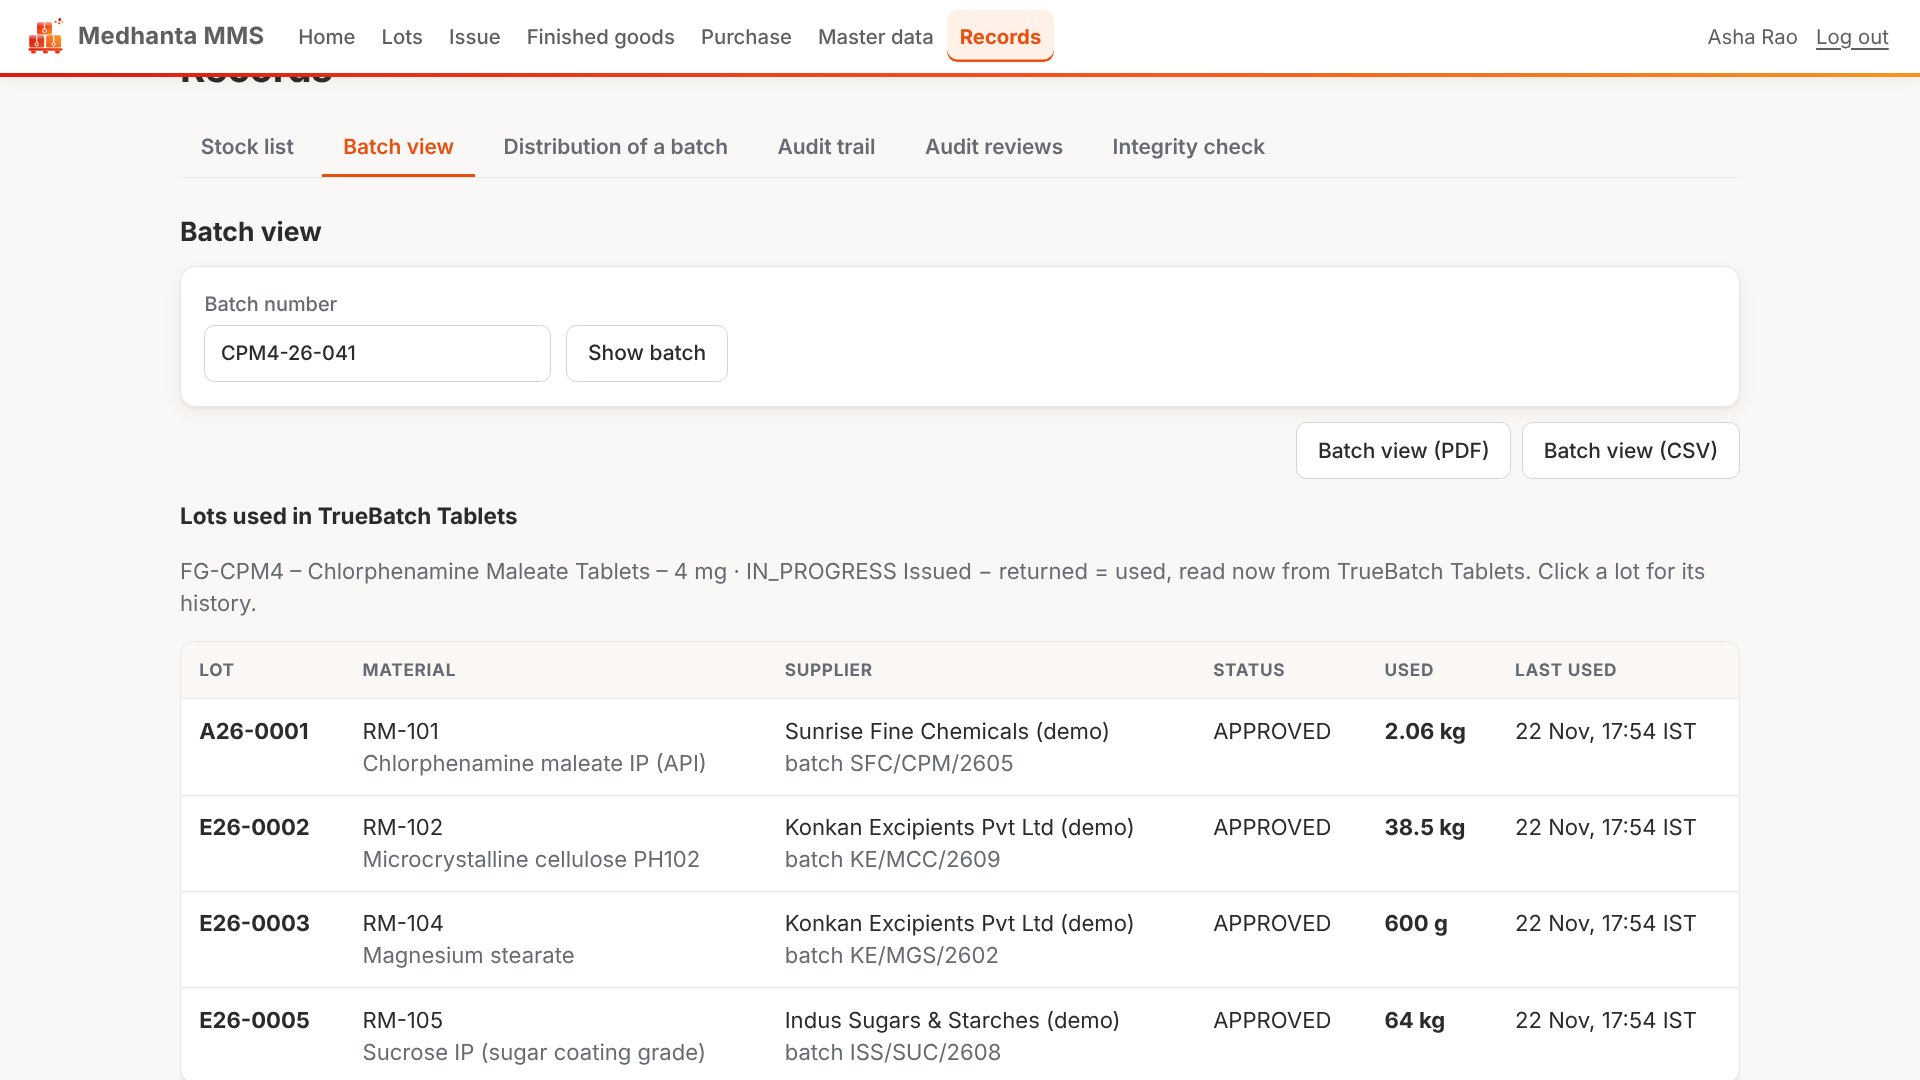 Medhanta MMS Home Lots Issue Finished goods Purchase Master data Records Asha Rao Log out
Records
Stock list Batch view Distribution of a batch Audit trail Audit reviews Integrity check
Batch view
Batch number
CPM4-26-041 Show batch
Batch view (PDF) Batch view (CSV)
Lots used in TrueBatch Tablets
FG-CPM4 – Chlorphenamine Maleate Tablets – 4 mg · IN_PROGRESS Issued − returned = used, read now from TrueBatch Tablets. Click a lot for its
history.
LOT MATERIAL SUPPLIER STATUS USED LAST USED
A26-0001 RM-101 Sunrise Fine Chemicals (demo) APPROVED 2.06 kg 22 Nov, 17:54 IST
Chlorphenamine maleate IP (API) batch SFC/CPM/2605
E26-0002 RM-102 Konkan Excipients Pvt Ltd (demo) APPROVED 38.5 kg 22 Nov, 17:54 IST
Microcrystalline cellulose PH102 batch KE/MCC/2609
E26-0003 RM-104 Konkan Excipients Pvt Ltd (demo) APPROVED 600 g 22 Nov, 17:54 IST
Magnesium stearate batch KE/MGS/2602
E26-0005 RM-105 Indus Sugars & Starches (demo) APPROVED 64 kg 22 Nov, 17:54 IST
Sucrose IP (sugar coating grade) batch ISS/SUC/2608